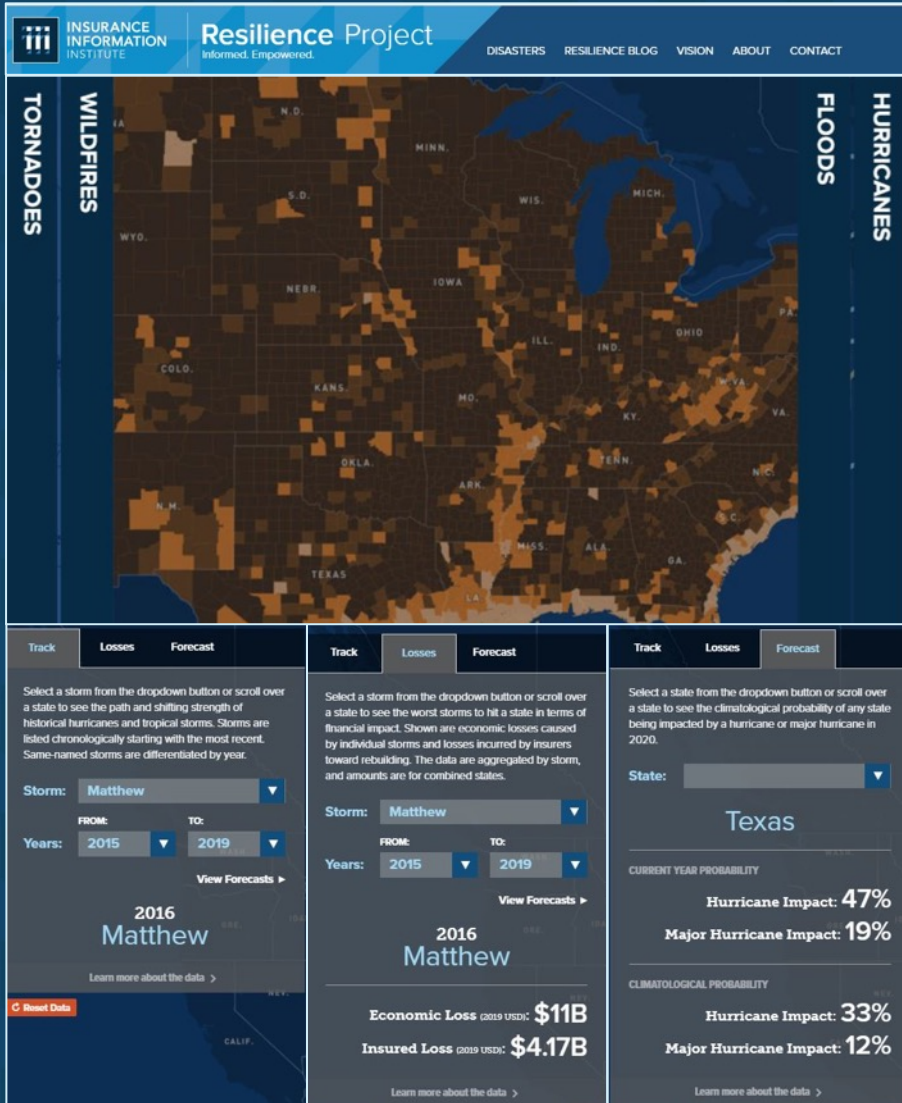 INSURANCE
INFORMATION
INSTITUTE
Resilience Project
Informed. Empowered.
DISASTERS RESILIENCE BLOG VISION ABOUT CONTACT
TORNADOES
WILDFIRES
FLOODS
HURRICANES
N.D.
MINN.
S.D.
WIS.
MICH.
WYO.
NEBR.
IOWA
ILL.
IND.
OHIO
PA.
COLO.
KANS.
MO.
KY.
W.VA.
VA.
OKLA.
ARK.
TENN.
N.C.
N.M.
S.C.
TEXAS
LA.
MISS.
ALA.
GA.
Track Losses Forecast
Select a storm from the dropdown button or scroll over
a state to see the path and shifting strength of
historical hurricanes and tropical storms. Storms are
listed chronologically starting with the most recent.
Same-named storms are differentiated by year.
Storm: Matthew
FROM: TO:
Years: 2015 2019
View Forecasts
2016
Matthew
Learn more about the data >
Reset Data
NEV.
CALIF.
Track Losses Forecast
Select a storm from the dropdown button or scroll over
a state to see the worst storms to hit a state in terms of
financial impact. Shown are economic losses caused
by individual storms and losses incurred by insurers
toward rebuilding. The data are aggregated by storm,
and amounts are for combined states.
Storm: Matthew
FROM: TO:
Years: 2015 2019
View Forecasts
2016
Matthew
Economic Loss (2019 USD): $11B
Insured Loss (2019 USD): $4.17B
Learn more about the data >
Track Losses Forecast
Select a state from the dropdown button or scroll over
a state to see the climatological probability of any state
being impacted by a hurricane or major hurricane in
2020.
State:
Texas
CURRENT YEAR PROBABILITY
Hurricane Impact: 47%
Major Hurricane Impact: 19%
CLIMATOLOGICAL PROBABILITY
Hurricane Impact: 33%
Major Hurricane Impact: 12%
Learn more about the data >